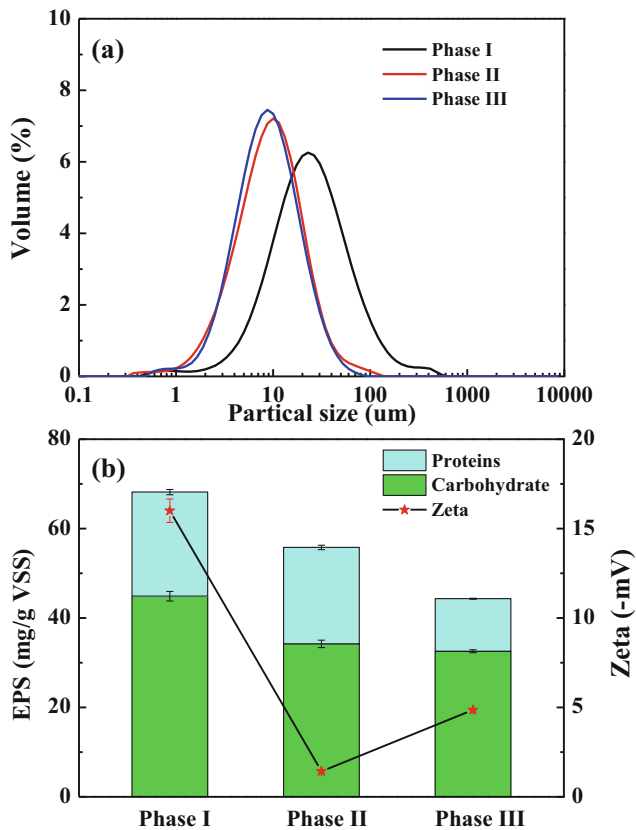 (a)
Phase I
Phase II
Phase III
Volume (%)
10
8
6
4
2
0
0.1 1 10 100 1000 10000
Partical size (um)
(b)
Proteins
Carbohydrate
Zeta
EPS (mg/g VSS)
80
60
40
20
0
Zeta (-mV)
20
15
10
5
0
Phase I Phase II Phase III